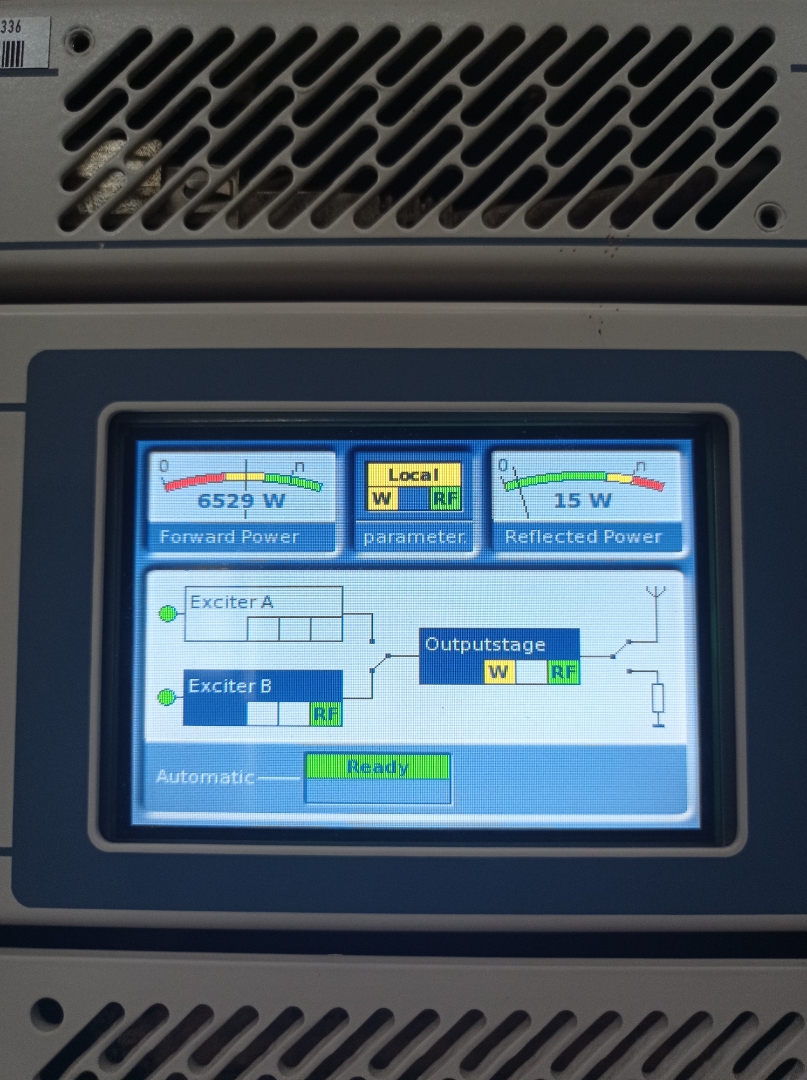 336
0 n
6529 W
Forward Power
Local
W RF
parameter.
0 n
15 W
Reflected Power
Exciter A
Exciter B
RF
Outputstage
W RF
Automatic
Ready